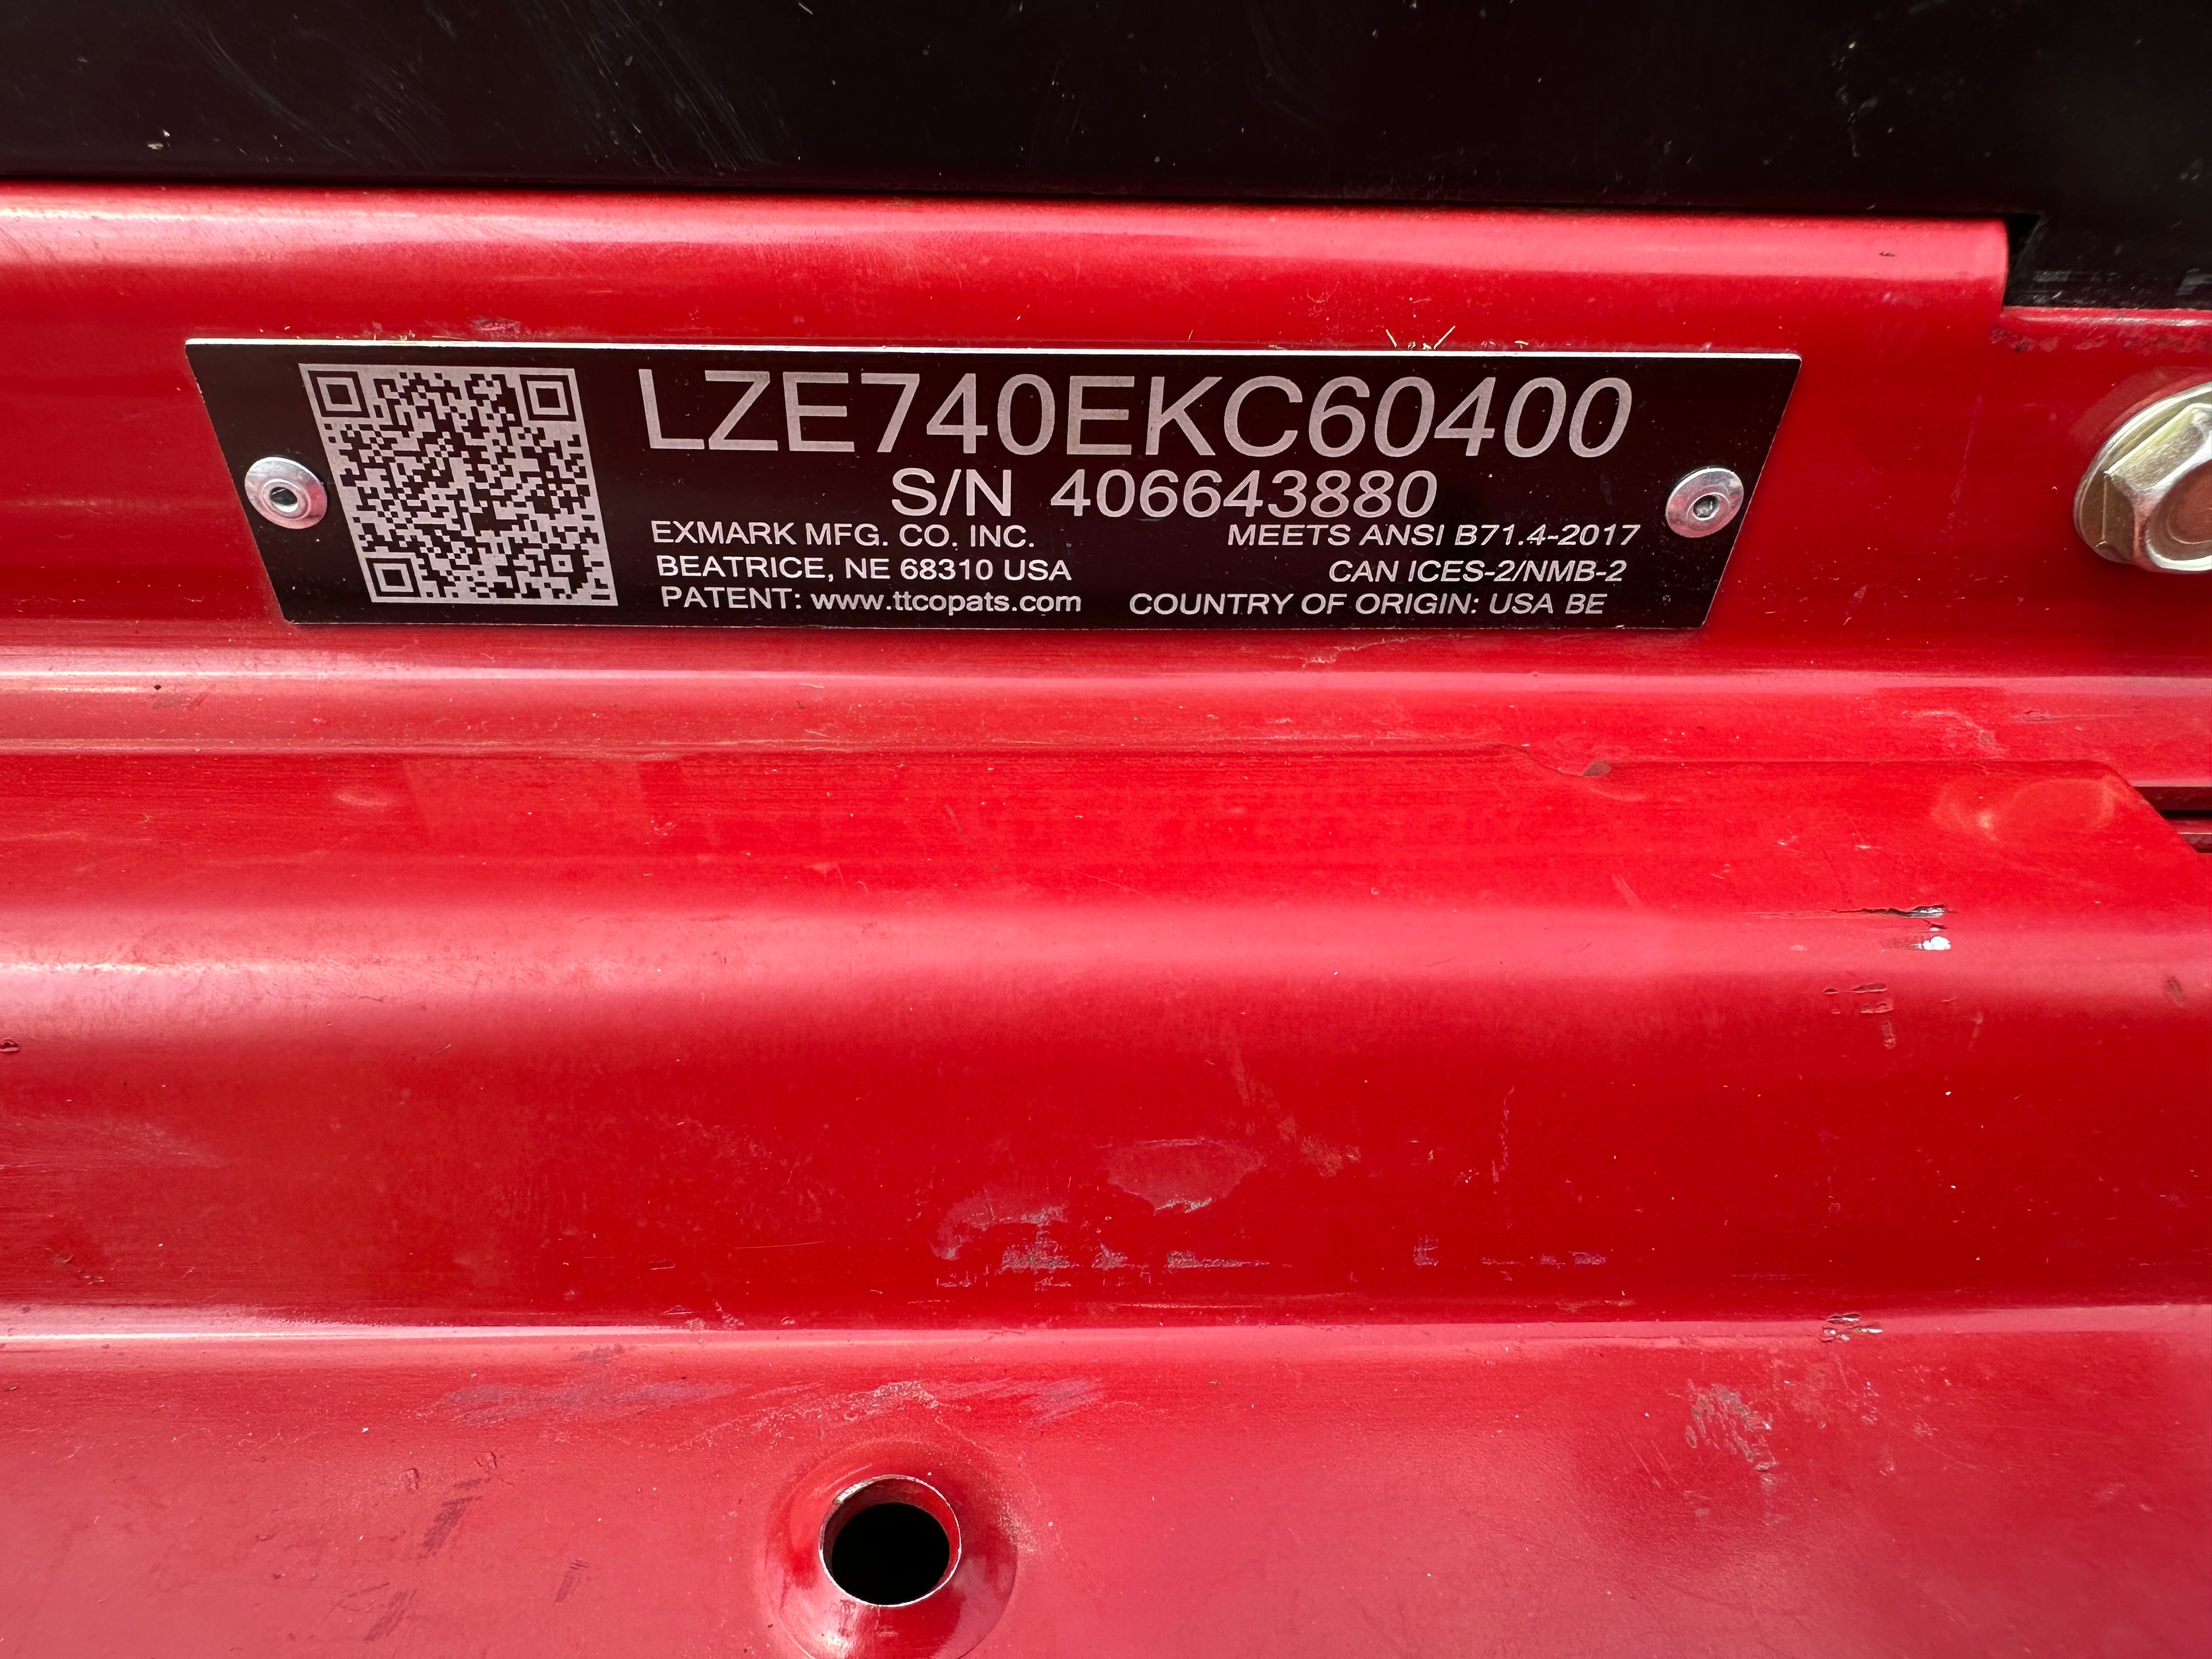 LZE740EKC60400
S/N 406643880
EXMARK MFG. CO. INC.
MEETS ANSI B71.4-2017
BEATRICE, NE 68310 USA
CAN ICES-2/NMB-2
PATENT: www.ttcopats.com
COUNTRY OF ORIGIN: USA BE